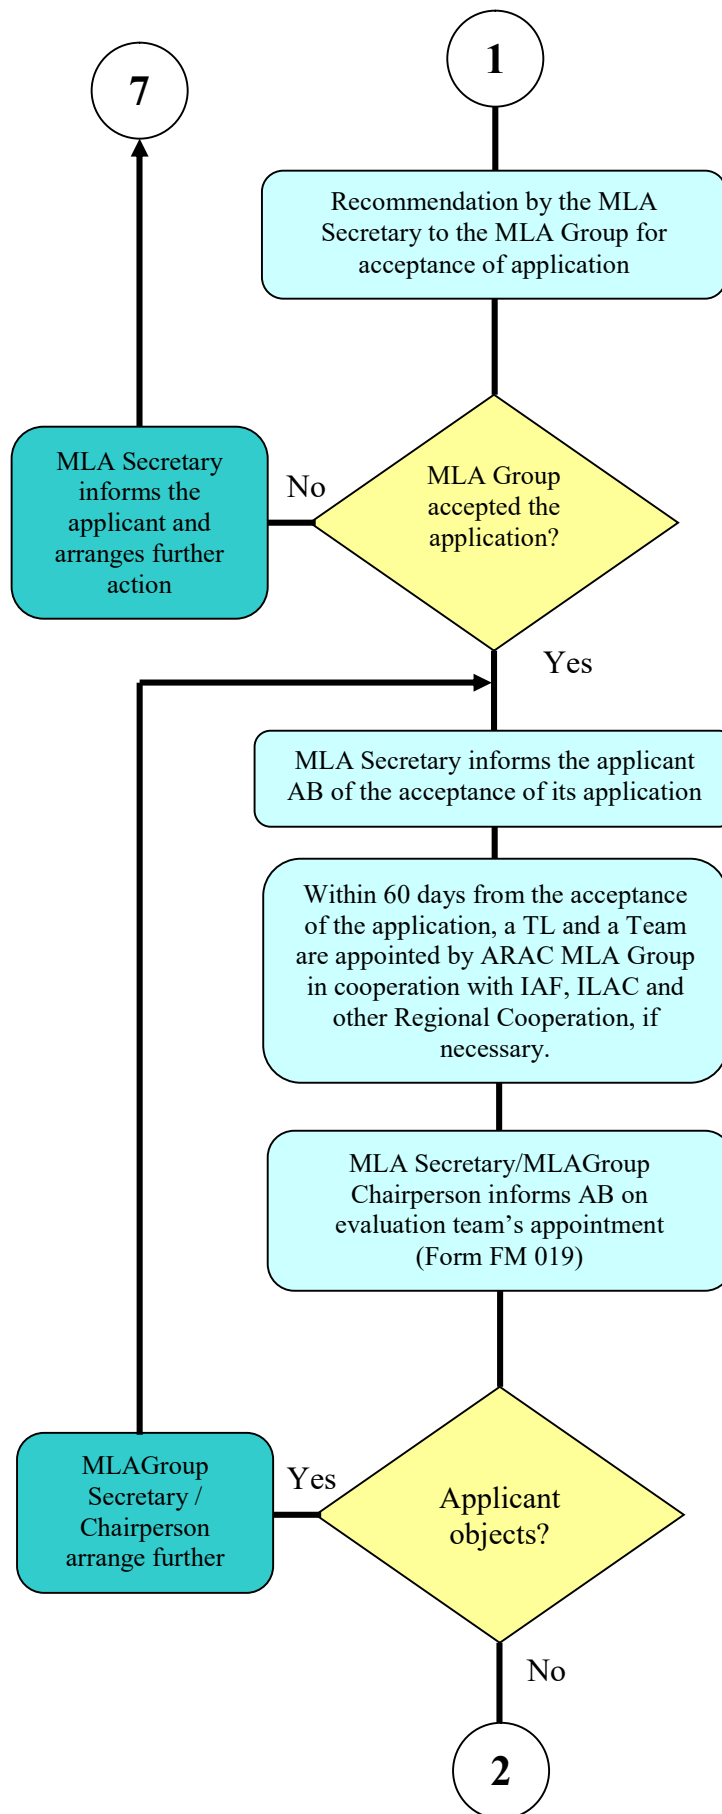 1
7
Recommendation by the MLA
Secretary to the MLA Group for
acceptance of application
MLA Group
accepted the
application?
No
MLA Secretary
informs the
applicant and
arranges further
action
Yes
MLA Secretary informs the applicant
AB of the acceptance of its application
Within 60 days from the acceptance
of the application, a TL and a Team
are appointed by ARAC MLA Group
in cooperation with IAF, ILAC and
other Regional Cooperation, if
necessary.
MLA Secretary/MLAGroup
Chairperson informs AB on
evaluation team’s appointment
(Form FM 019)
Applicant
objects?
Yes
MLAGroup
Secretary /
Chairperson
arrange further
No
2